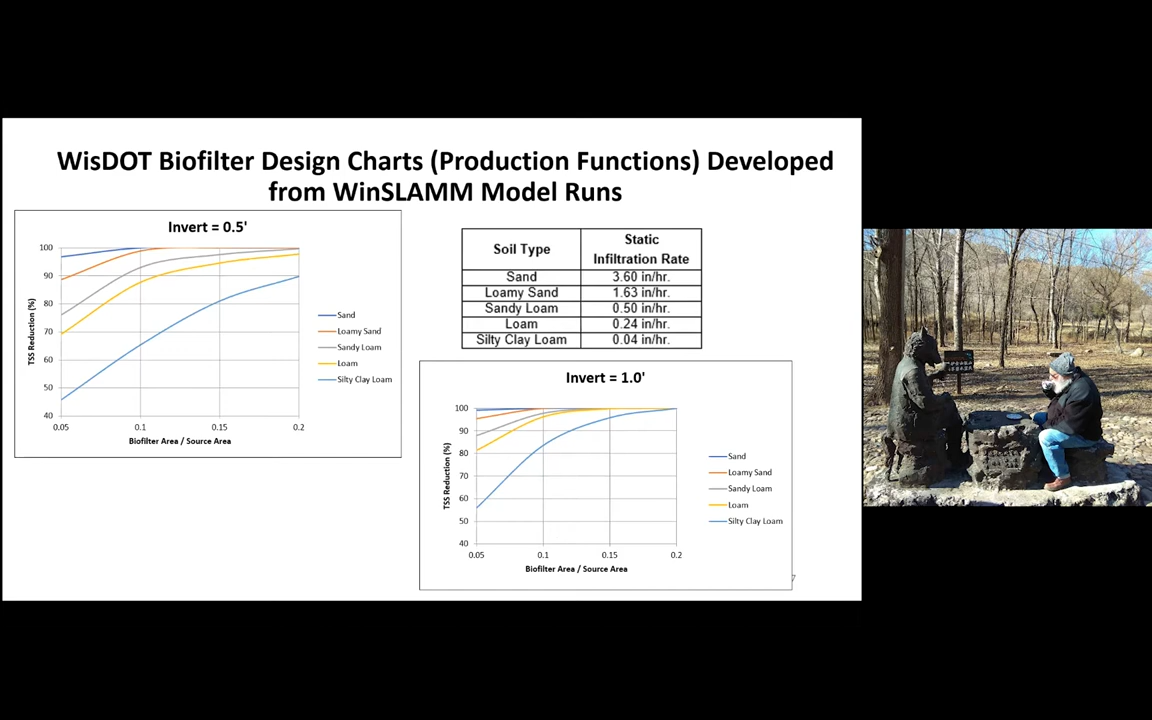 WisDOT Biofilter Design Charts (Production Functions) Developed
from WinSLAMM Model Runs
Invert = 0.5'
100
90
80
70
60
50
40
TSS Reduction (%)
0.05 0.1 0.15 0.2
Biofilter Area / Source Area
Sand
Loamy Sand
Sandy Loam
Loam
Silty Clay Loam
Soil Type Static
Infiltration Rate
Sand 3.60 in/hr.
Loamy Sand 1.63 in/hr.
Sandy Loam 0.50 in/hr.
Loam 0.24 in/hr.
Silty Clay Loam 0.04 in/hr.
Invert = 1.0'
100
90
80
70
60
50
40
TSS Reduction (%)
0.05 0.1 0.15 0.2
Biofilter Area / Source Area
Sand
Loamy Sand
Sandy Loam
Loam
Silty Clay Loam
7